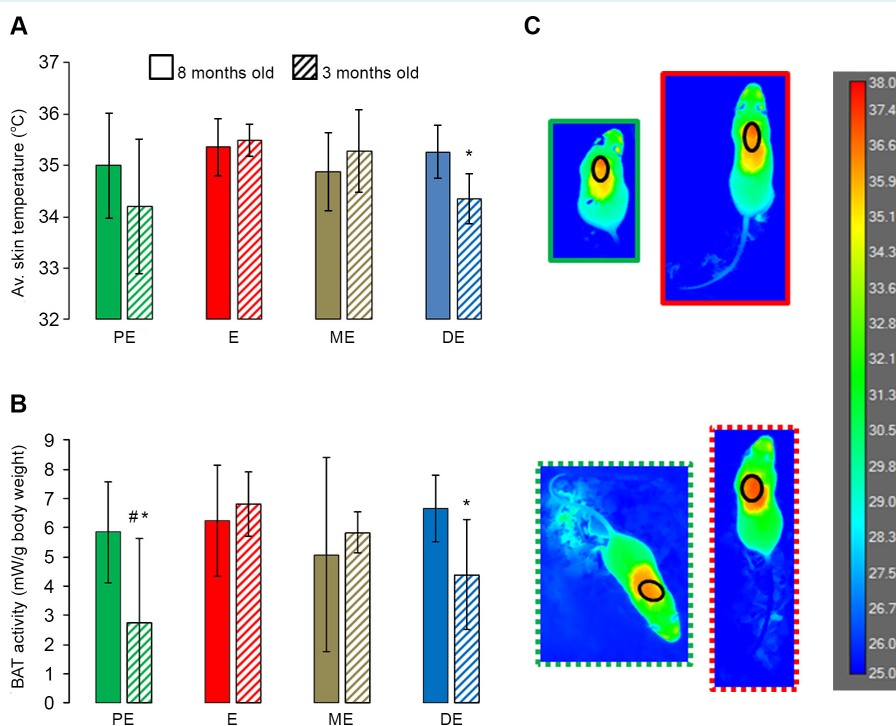 A
C
8 months old
3 months old
Av. skin temperature (°C)
37
36
35
34
33
32
*
PE
E
ME
DE
B
BAT activity (mW/g body weight)
9
8
7
6
5
4
3
2
1
0
#*
*
PE
E
ME
DE
38.0
37.4
36.6
35.9
35.1
34.3
33.6
32.8
32.1
31.3
30.5
29.8
29.0
28.3
27.5
26.7
26.0
25.0